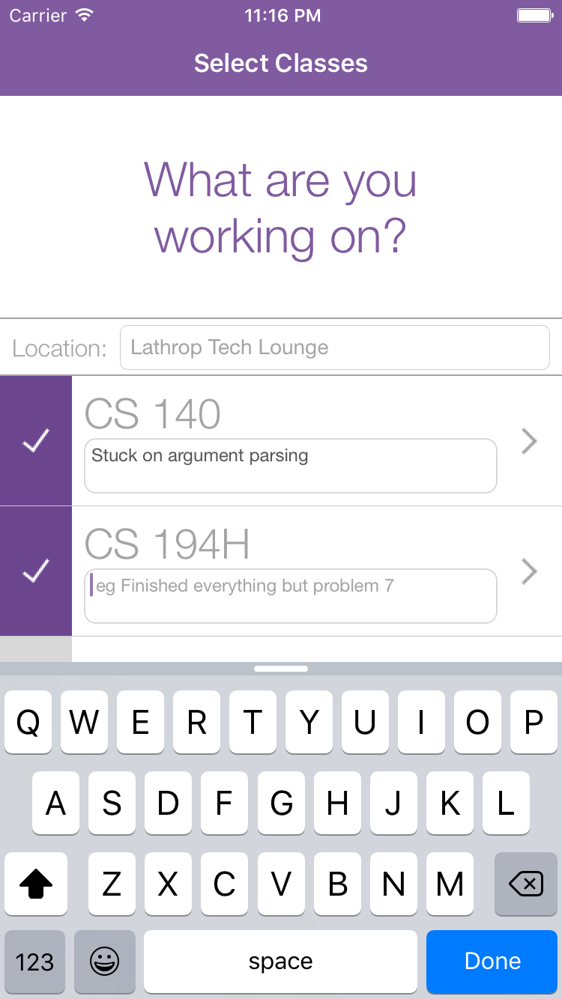 Carrier 11:16 PM
Select Classes
What are you
working on?
Location: Lathrop Tech Lounge
CS 140
Stuck on argument parsing
CS 194H
eg Finished everything but problem 7
Q W E R T Y U I O P
A S D F G H J K L
Z X C V B N M
123 space Done